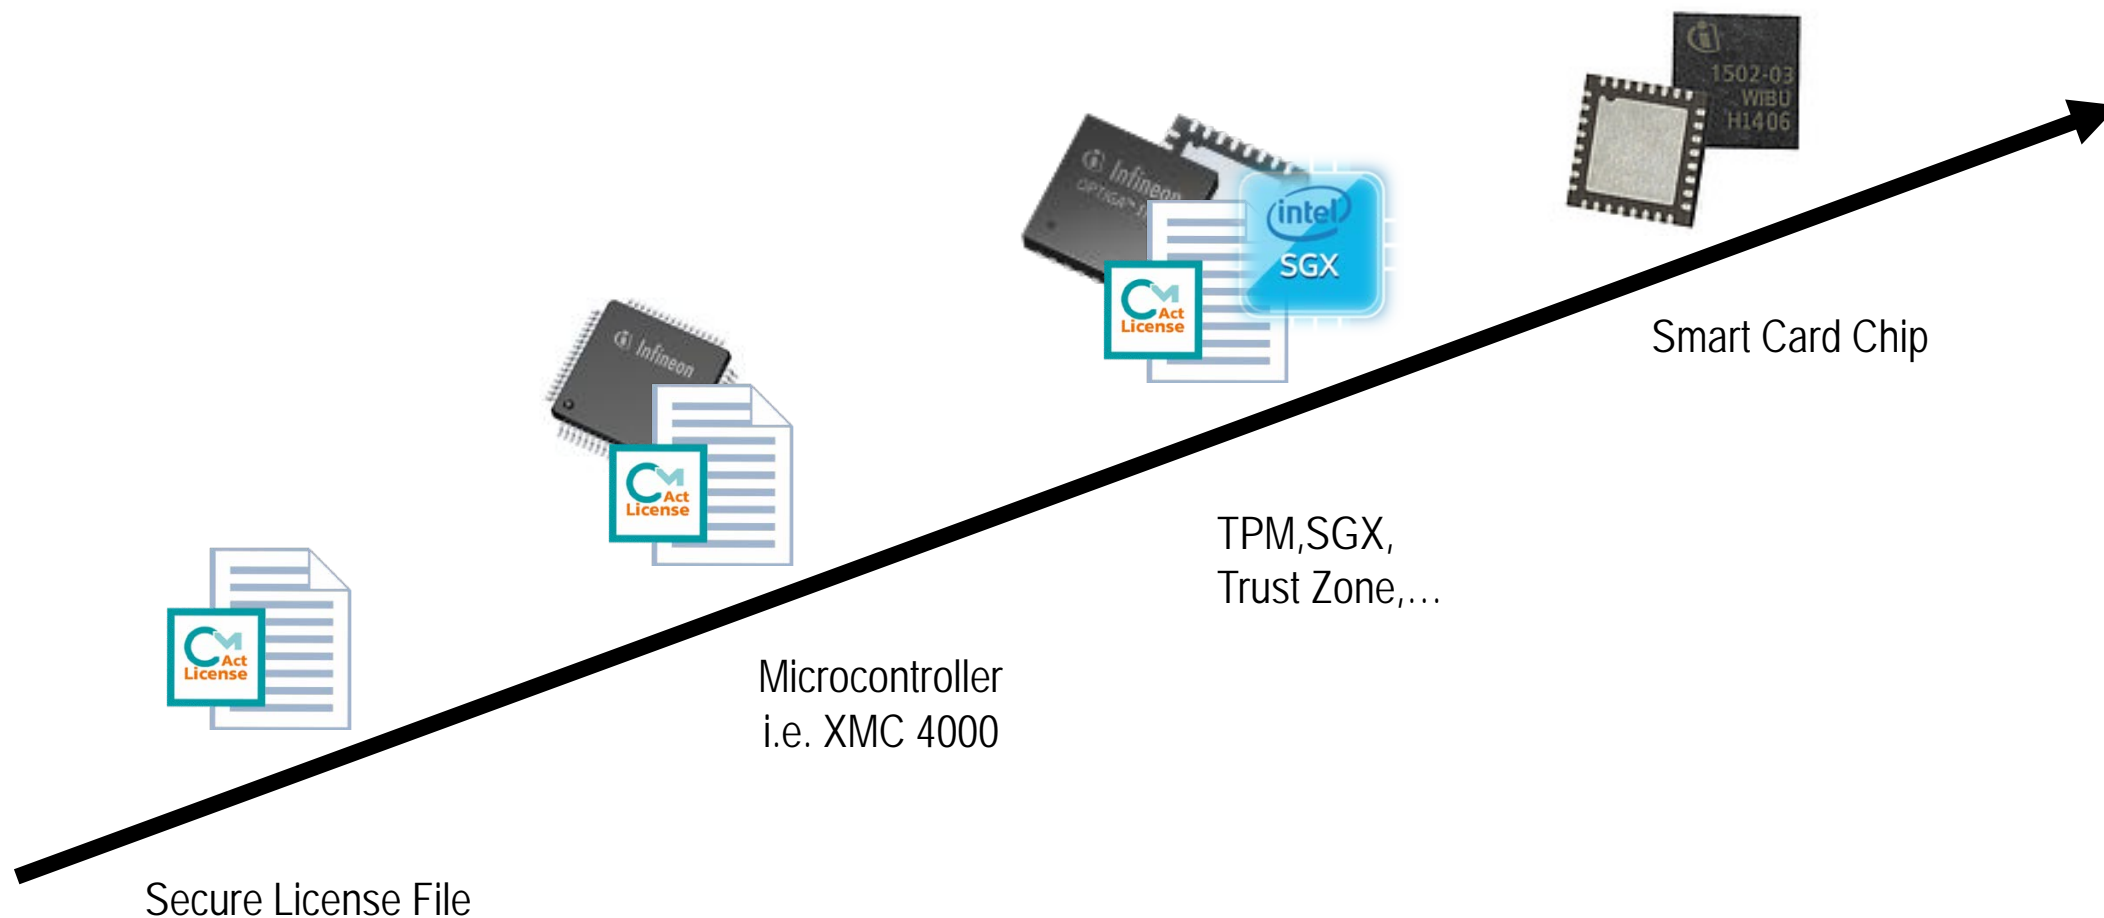 1502-03
WIBU
H1406
Infineon
OPTIGA™
intel
SGX
CM
Act
License
Smart Card Chip
Infineon
CM
Act
License
TPM,SGX,
Trust Zone,...
CM
Act
License
Microcontroller
i.e. XMC 4000
Secure License File